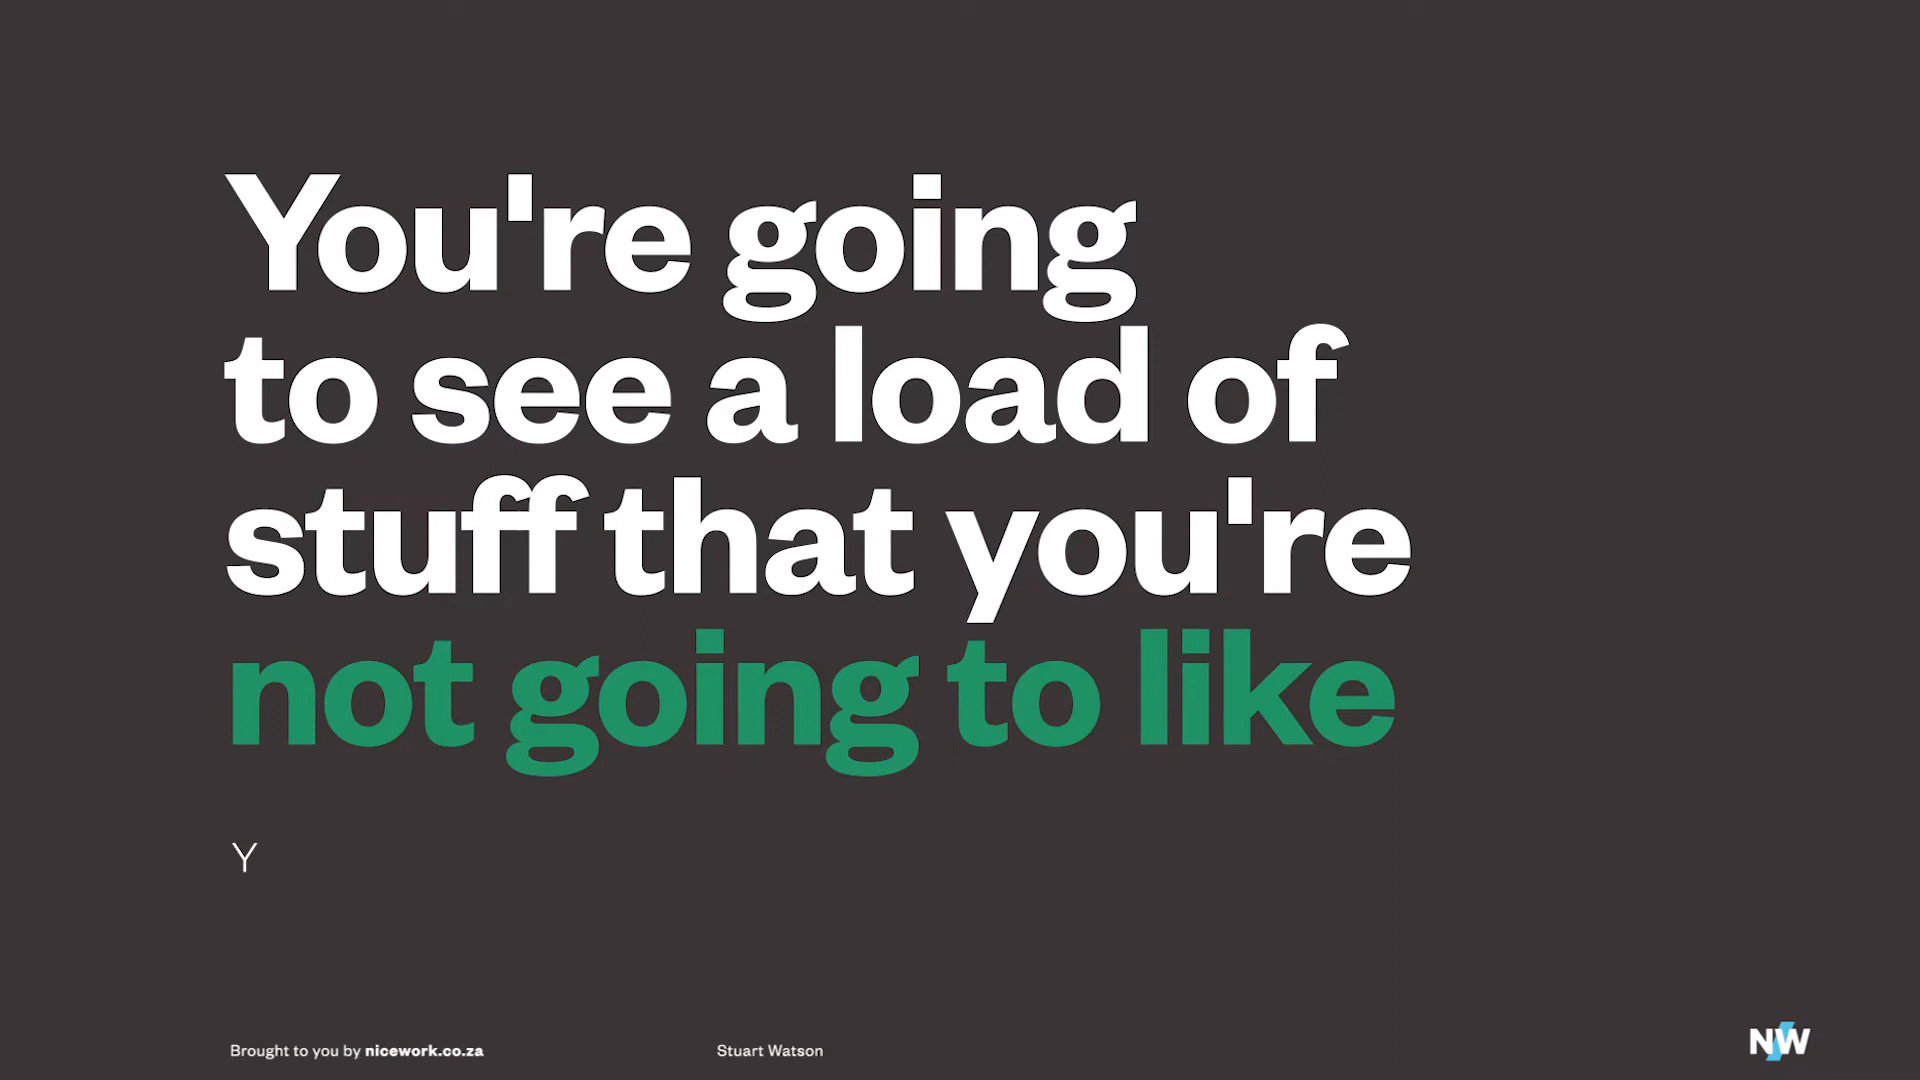 You're going
to see a load of
stuff that you're
not going to like
Y
Brought to you by nicework.co.za
Stuart Watson
NW